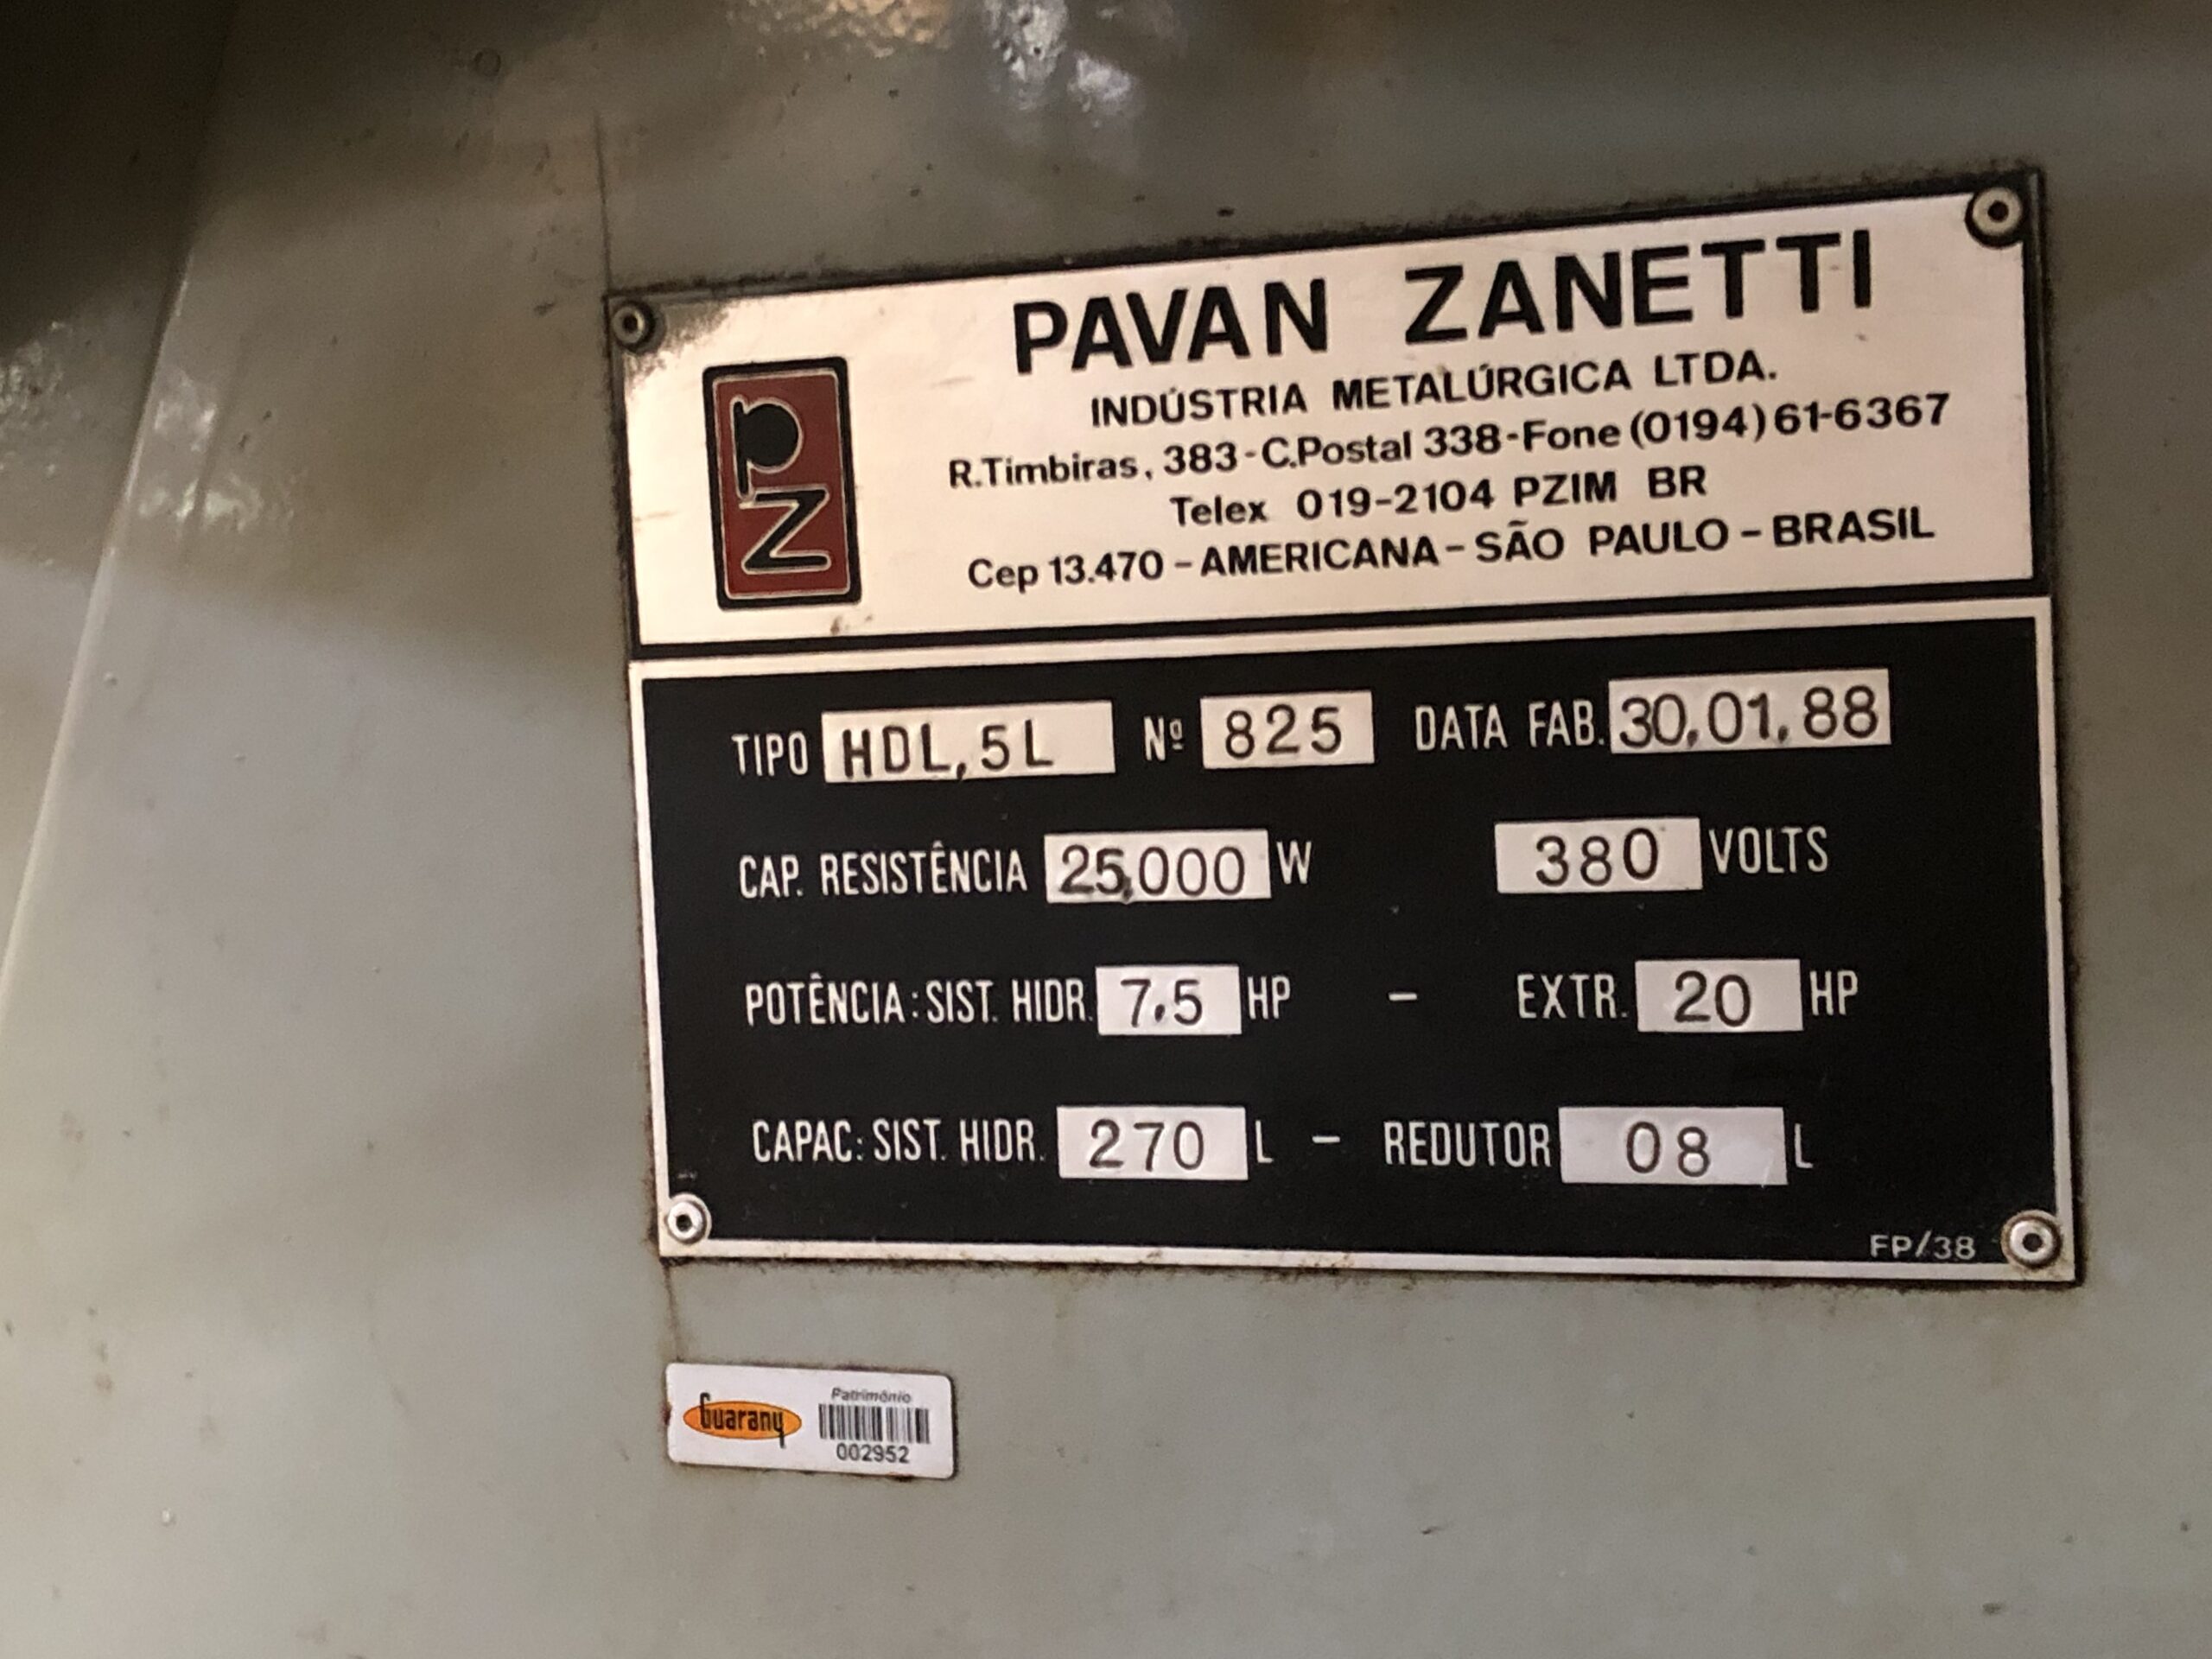 PAVAN ZANETTI
INDÚSTRIA METALÚRGICA LTDA.
R.Timbiras, 383-C.Postal 338-Fone (0194) 61-6367
Telex 019-2104 PZIM BR
Cep 13.470 - AMERICANA - SÃO PAULO - BRASIL
PZ
TIPO HDL,5L Nº 825 DATA FAB. 30,01,88
CAP. RESISTÊNCIA 25,000 W 380 VOLTS
POTÊNCIA: SIST. HIDR. 7,5 HP - EXTR. 20 HP
CAPAC: SIST. HIDR. 270 L - REDUTOR 08 L
FP/38
Guarany
Patrimônio
002952